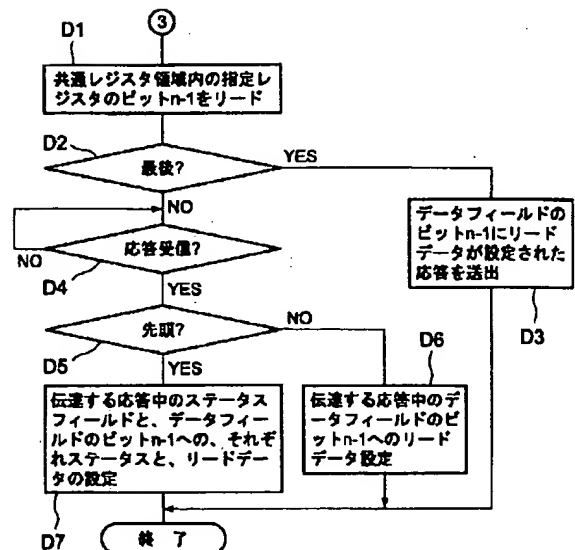 ③
D1
共通レジスタ領域内の指定レ
ジスタのビットn-1をリード
D2
最後?
YES
NO
データフィールドの
ビットn-1にリード
データが設定された
応答を送出
D3
応答受信?
NO
D4
YES
先頭?
NO
D5
YES
D6
伝達する応答中のデ
ータフィールドのビ
ットn-1へのリード
データ設定
伝達する応答中のステータス
フィールドと、データフィー
ルドのビットn-1への、それぞ
れステータスと、リードデー
タの設定
D7
終 了